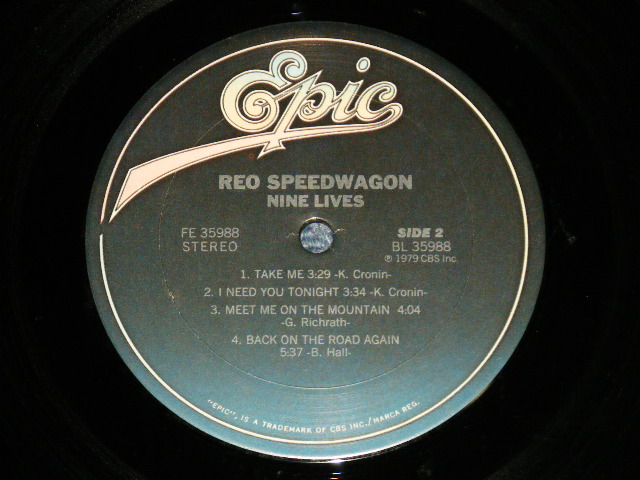 Epic
REO SPEEDWAGON
NINE LIVES
FE 35988
STEREO
SIDE 2
BL 35988
℗ 1979 CBS Inc.
1. TAKE ME 3:29 -K. Cronin-
2. I NEED YOU TONIGHT 3:34 -K. Cronin-
3. MEET ME ON THE MOUNTAIN 4:04
-G. Richrath-
4. BACK ON THE ROAD AGAIN
5:37 -B. Hall-
"EPIC", IS A TRADEMARK OF CBS INC./MARCA REG.